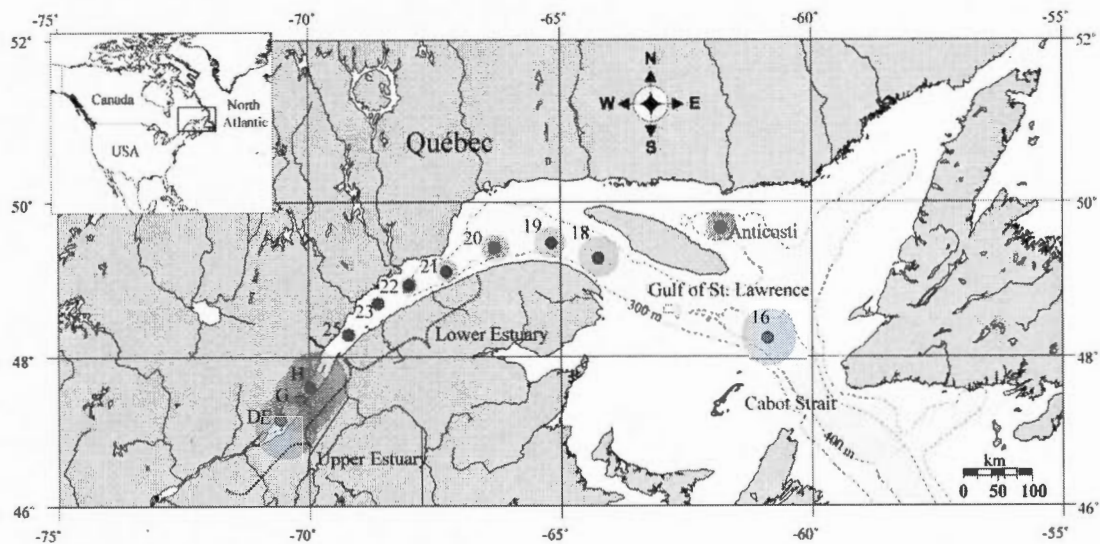 -75° -70° -65° -60° -55°
52° 52°
Canada
North
Atlantic
USA
N
W E
S
Québec
50° 50°
19 18
20
Anticosti
21
22
Gulf of St. Lawrence
23
300 m
16
25
Lower Estuary
48° 48°
H
G
Cabot Strait
DE
400 m
Upper Estuary
km
0 50 100
46° 46°
-75° -70° -65° -60° -55°